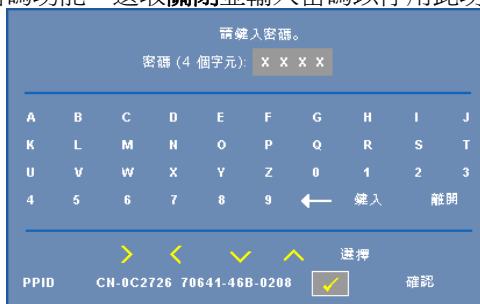 請鍵入密碼。
密碼 (4 個字元): X X X X
A B C D E F G H I J
K L M N O P Q R S T
U V W X Y Z 0 1 2 3
4 5 6 7 8 9 ← 鍵入 離開
選擇
PPID CN-0C2726 70641-46B-0208 ✓ 確認